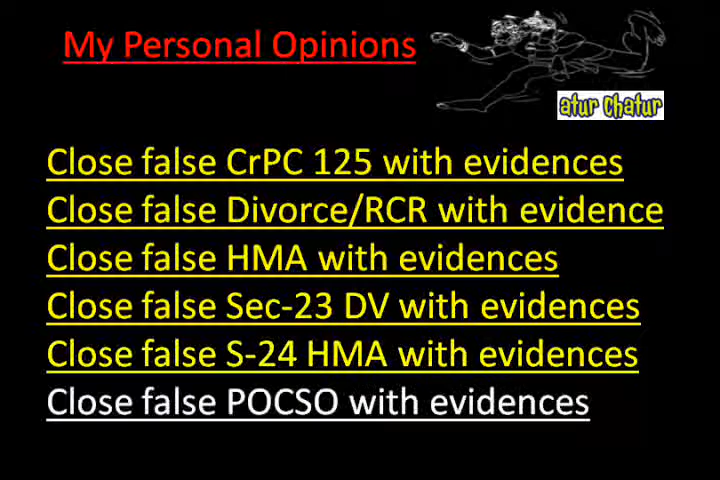 My Personal Opinions
atur Chatur
Close false CrPC 125 with evidences
Close false Divorce/RCR with evidence
Close false HMA with evidences
Close false Sec-23 DV with evidences
Close false S-24 HMA with evidences
Close false POCSO with evidences